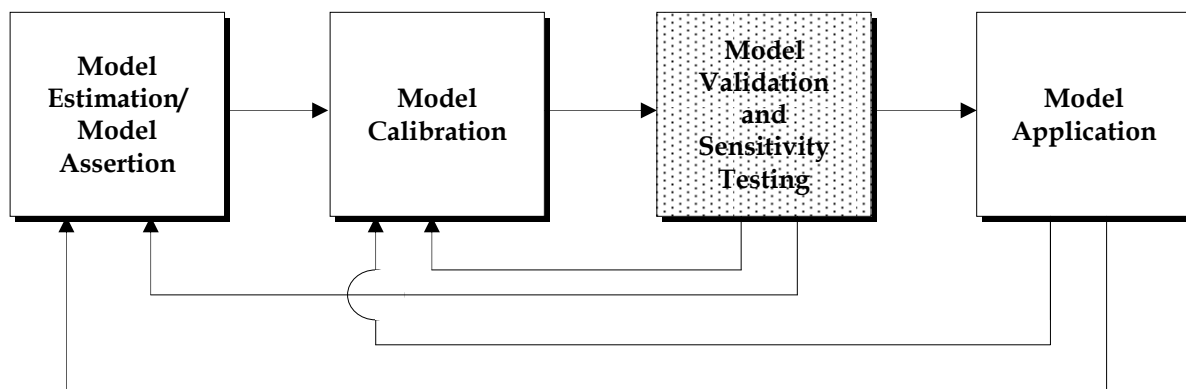 Model
Estimation/
Model
Assertion
Model
Calibration
Model
Validation
and
Sensitivity
Testing
Model
Application